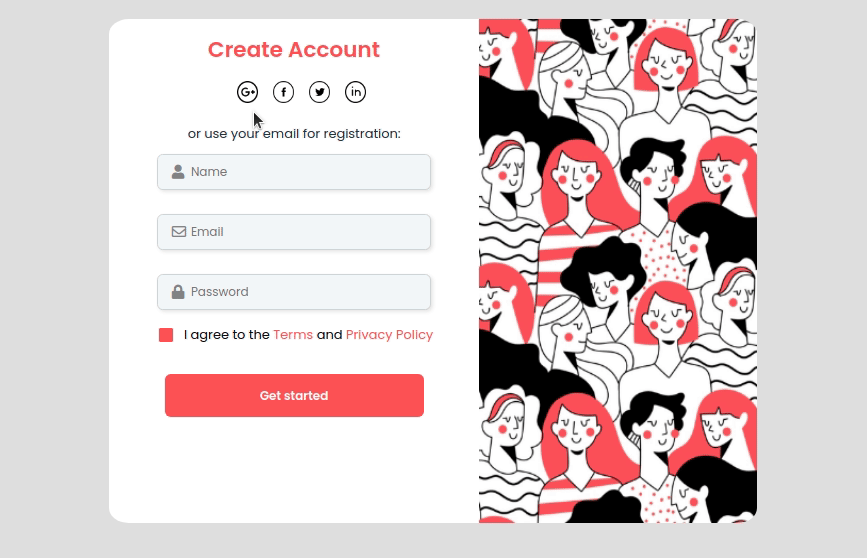 Create Account
G+ f in
or use your email for registration:
Name
Email
Password
I agree to the Terms and Privacy Policy
Get started